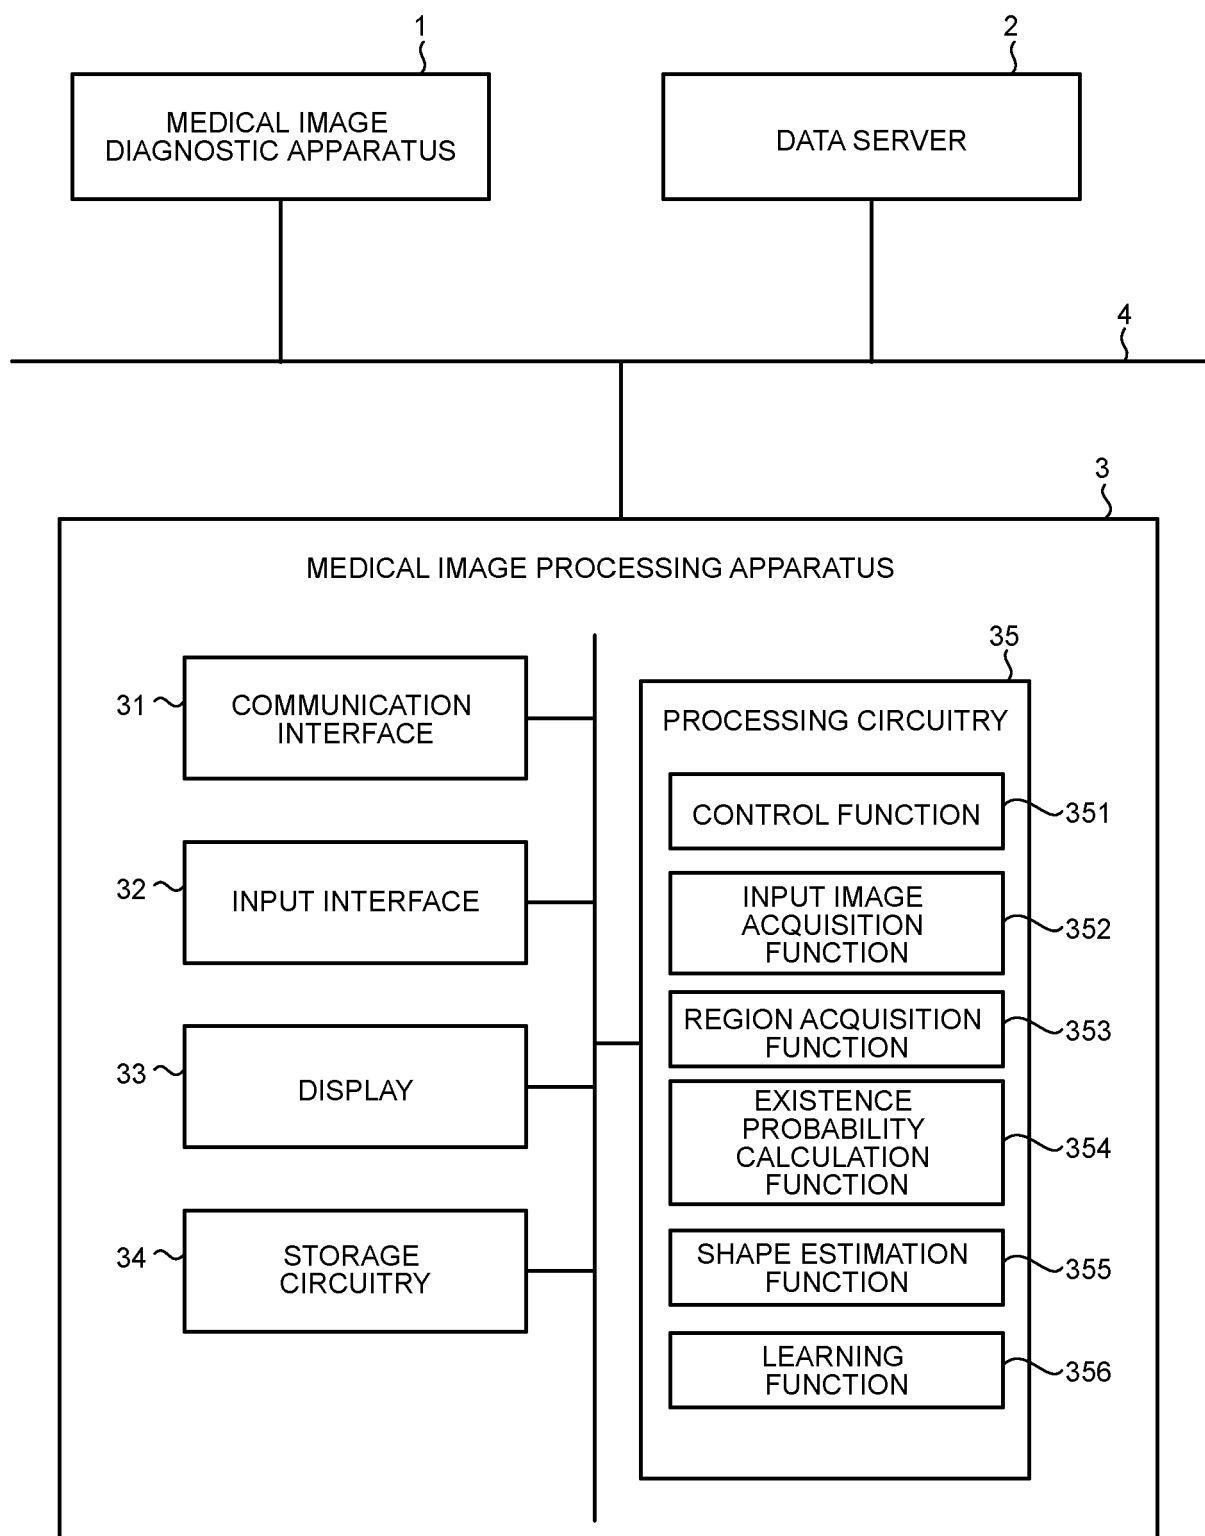 1
2
MEDICAL IMAGE
DIAGNOSTIC APPARATUS
DATA SERVER
4
3
MEDICAL IMAGE PROCESSING APPARATUS
31
COMMUNICATION
INTERFACE
32
INPUT INTERFACE
33
DISPLAY
34
STORAGE
CIRCUITRY
35
PROCESSING CIRCUITRY
CONTROL FUNCTION
351
INPUT IMAGE
ACQUISITION
FUNCTION
352
REGION ACQUISITION
FUNCTION
353
EXISTENCE
PROBABILITY
CALCULATION
FUNCTION
354
SHAPE ESTIMATION
FUNCTION
355
LEARNING
FUNCTION
356